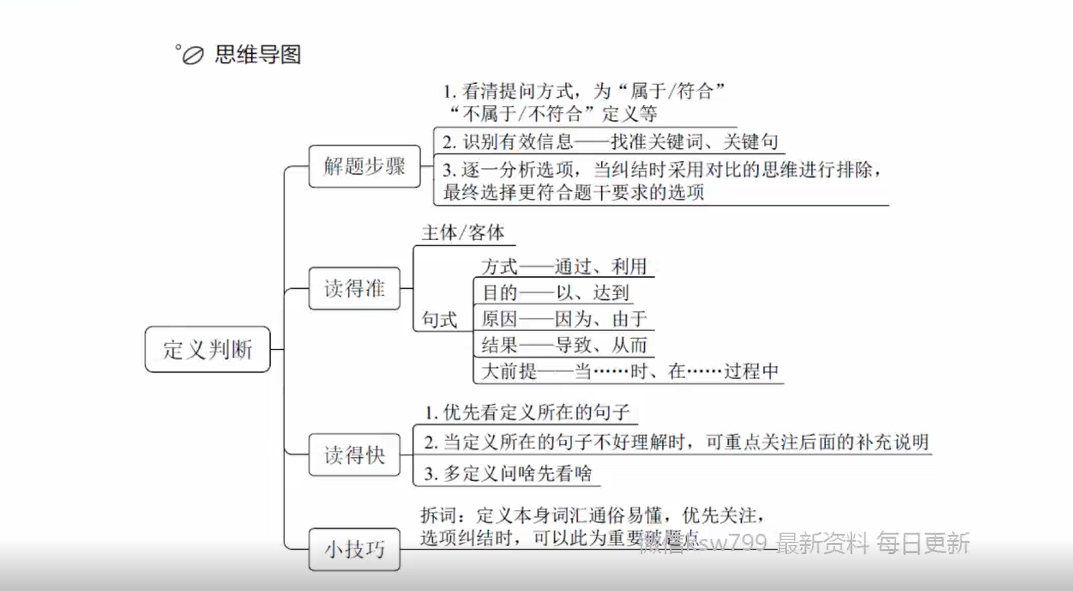 思维导图
1. 看清提问方式，为“属于/符合”
“不属于/不符合”定义等
2. 识别有效信息——找准关键词、关键句
解题步骤
3. 逐一分析选项，当纠结时采用对比的思维进行排除，
最终选择更符合题干要求的选项
主体/客体
方式——通过、利用
读得准
目的——以、达到
句式
原因——因为、由于
结果——导致、从而
定义判断
大前提——当……时、在……过程中
1. 优先看定义所在的句子
2. 当定义所在的句子不好理解时，可重点关注后面的补充说明
读得快
3. 多定义问啥先看啥
拆词：定义本身词汇通俗易懂，优先关注，
小技巧
选项纠结时，可以此为重要破题点
微信ksw799 最新资料 每日更新